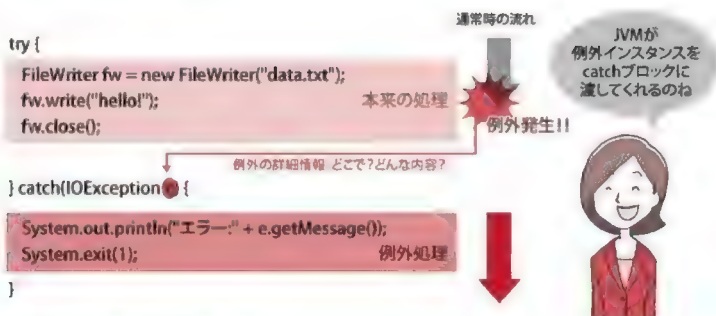 通常時の流れ
try {
FileWriter fw = new FileWriter("data.txt");
fw.write("hello!");
本来の処理
fw.close();
例外発生!!
例外の詳細情報 どこで?どんな内容?
} catch(IOException e) {
System.out.println("エラー:" + e.getMessage());
System.exit(1);
例外処理
}
JVMが
例外インスタンスを
catchブロックに
渡してくれるのね